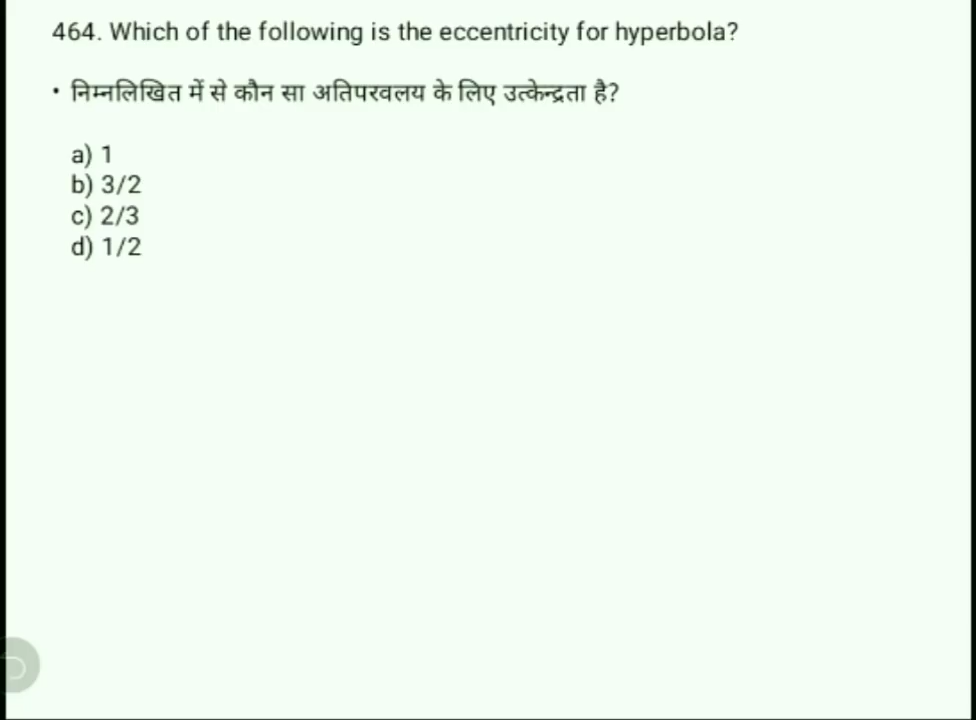 464. Which of the following is the eccentricity for hyperbola?
• निम्नलिखित में से कौन सा अतिपरवलय के लिए उत्केन्द्रता है?
a) 1
b) 3/2
c) 2/3
d) 1/2